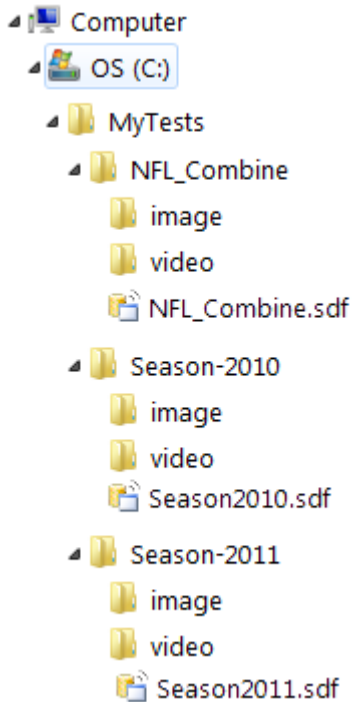 Computer
OS (C:)
MyTests
NFL_Combine
image
video
NFL_Combine.sdf
Season-2010
image
video
Season2010.sdf
Season-2011
image
video
Season2011.sdf